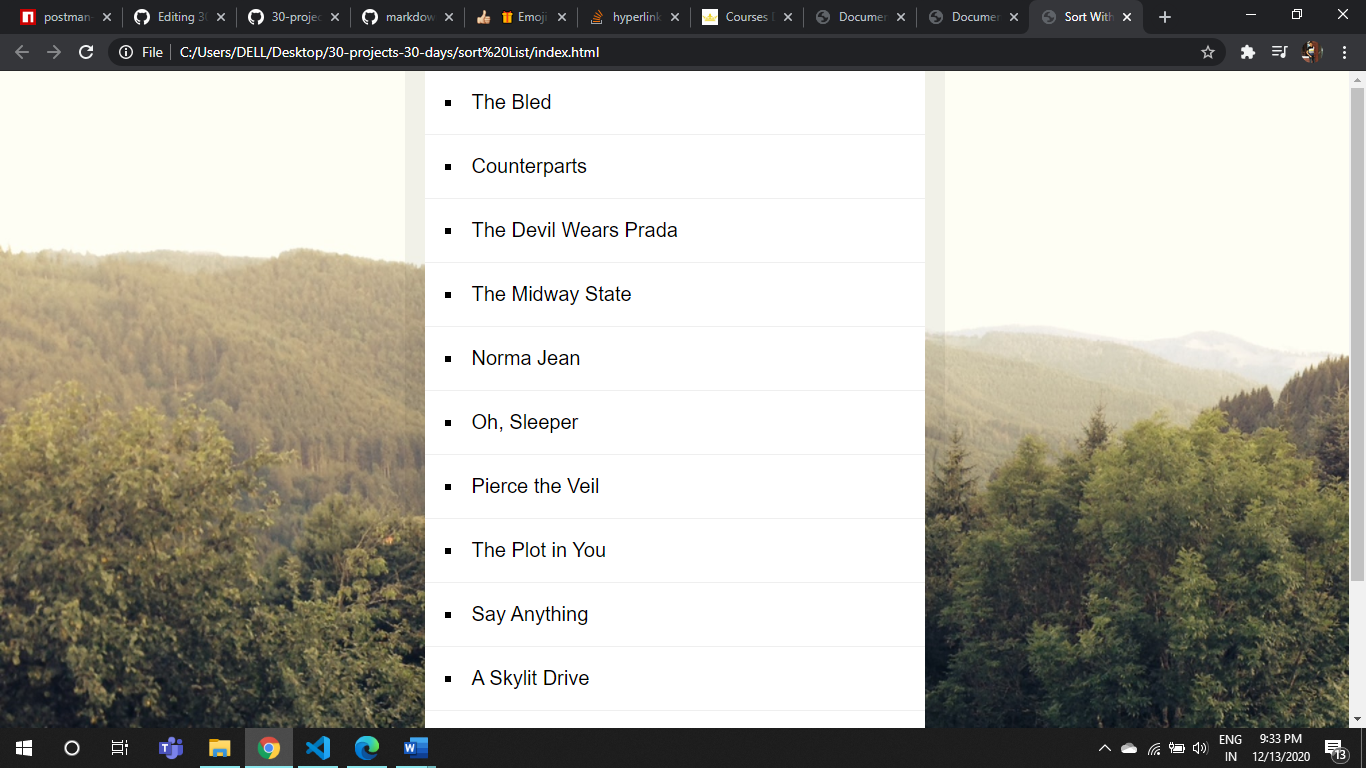 postman-
Editing 30
30-projec
markdow
Emoji
hyperlink
Courses
Documen
Documen
Sort With
File
C:/Users/DELL/Desktop/30-projects-30-days/sort%20List/index.html
The Bled
Counterparts
The Devil Wears Prada
The Midway State
Norma Jean
Oh, Sleeper
Pierce the Veil
The Plot in You
Say Anything
A Skylit Drive
ENG 9:33 PM
IN 12/13/2020
13